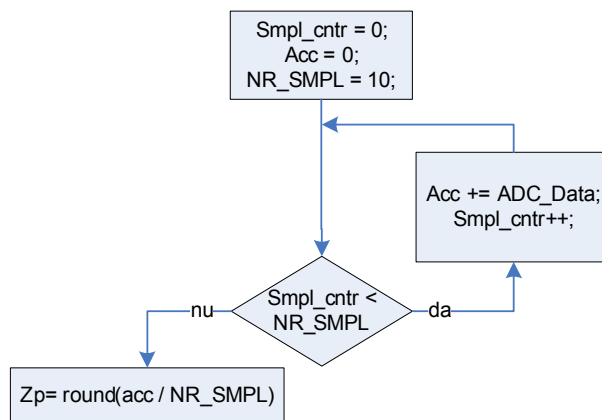 Smpl_cntr = 0;
Acc = 0;
NR_SMPL = 10;
Acc += ADC_Data;
Smpl_cntr++;
Smpl_cntr <
NR_SMPL
nu
da
Zp= round(acc / NR_SMPL)